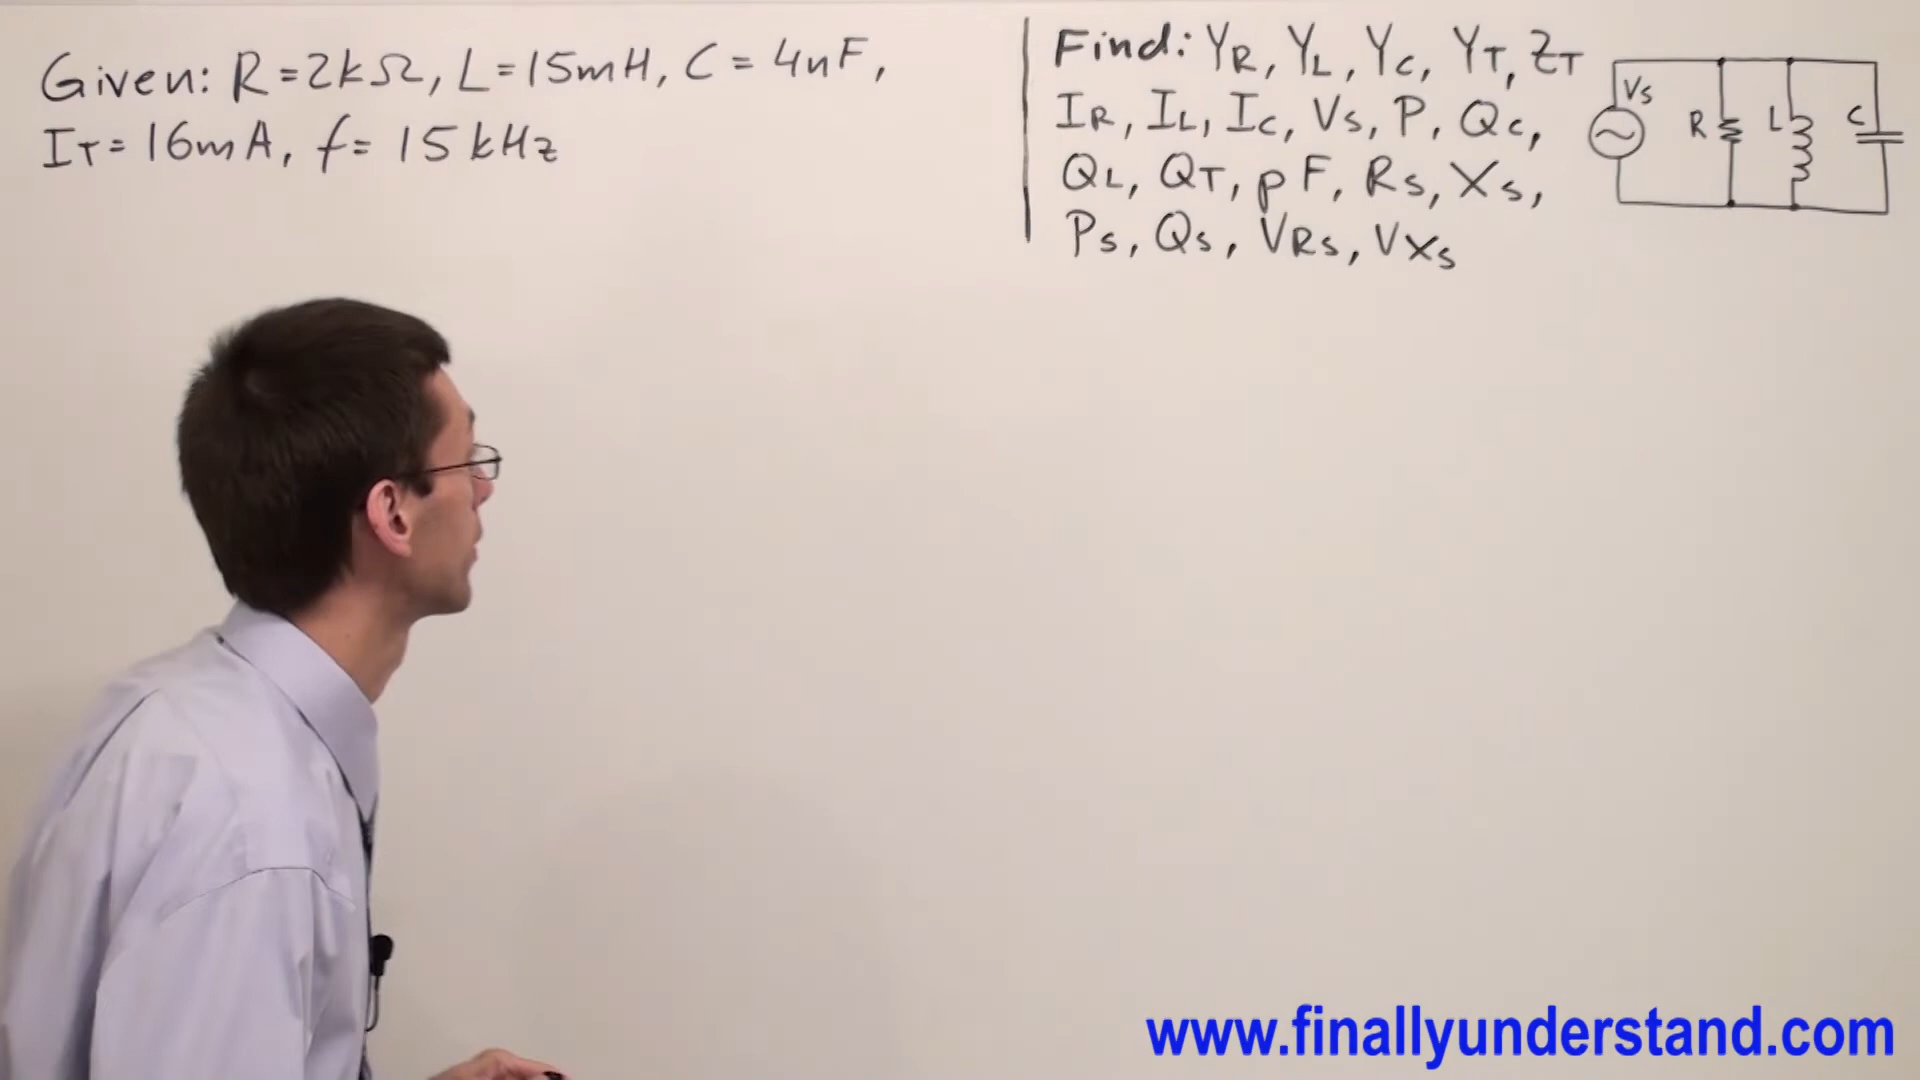 Given: R=2kΩ, L=15mH, C=4nF,
IT=16mA, f=15kHz
Find: YR, YL, YC, YT, ZT
IR, IL, IC, VS, P, QC,
QL, QT, pF, RS, XS,
PS, QS, VRS, VXS
VS
R L C
www.finallyunderstand.com